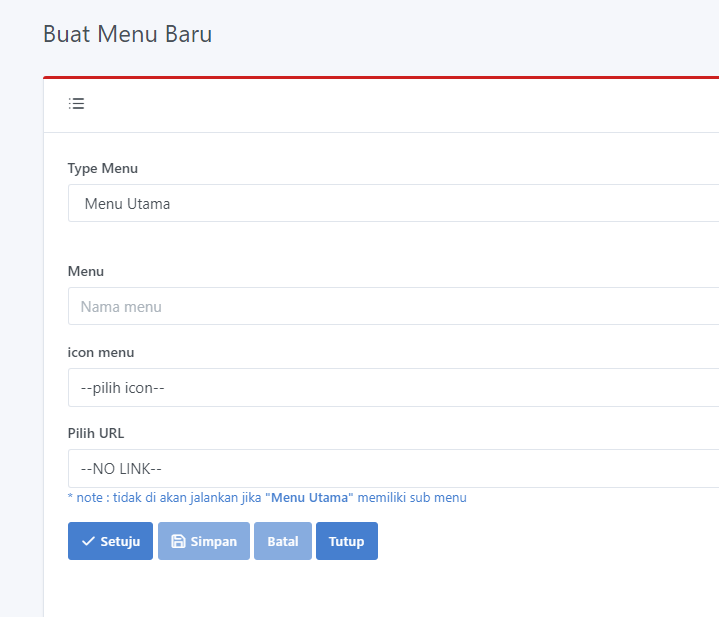 Buat Menu Baru
Type Menu
Menu Utama
Menu
Nama menu
icon menu
--pilih icon--
Pilih URL
--NO LINK--
* note : tidak di akan jalankan jika "Menu Utama" memiliki sub menu
Setuju Simpan Batal Tutup